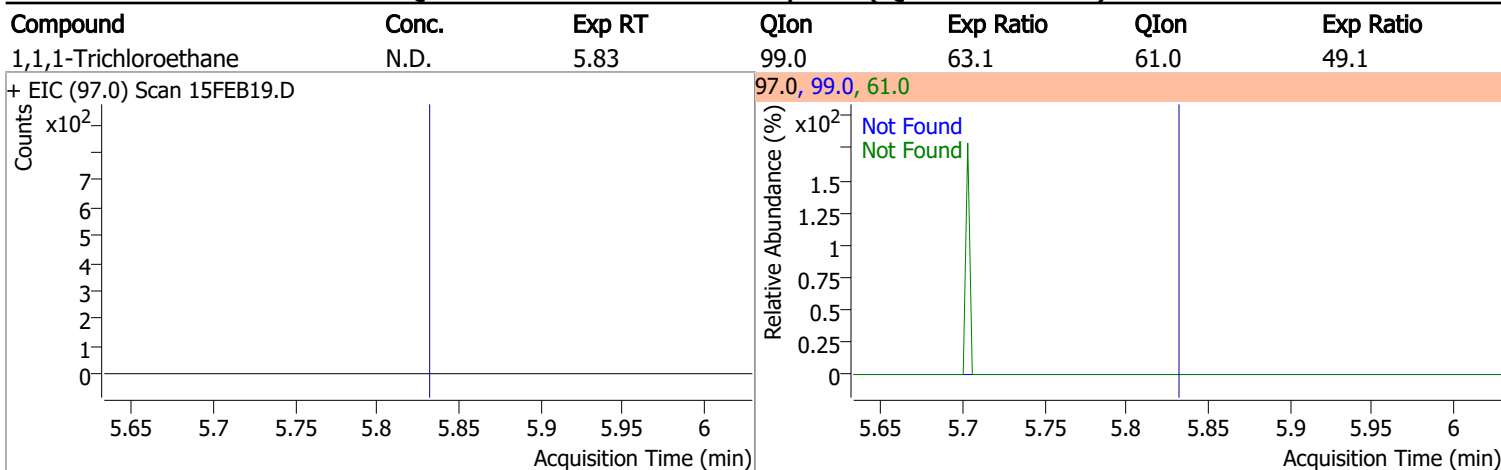 Compound Conc. Exp RT QIon Exp Ratio QIon Exp Ratio
1,1,1-Trichloroethane N.D. 5.83 99.0 63.1 61.0 49.1
+ EIC (97.0) Scan 15FEB19.D
Counts
x10²
7
6
5
4
3
2
1
0
5.65 5.7 5.75 5.8 5.85 5.9 5.95 6
Acquisition Time (min)
97.0, 99.0, 61.0
Relative Abundance (%)
x10²
Not Found
Not Found
1.5
1.25
1
0.75
0.5
0.25
0
5.65 5.7 5.75 5.8 5.85 5.9 5.95 6
Acquisition Time (min)